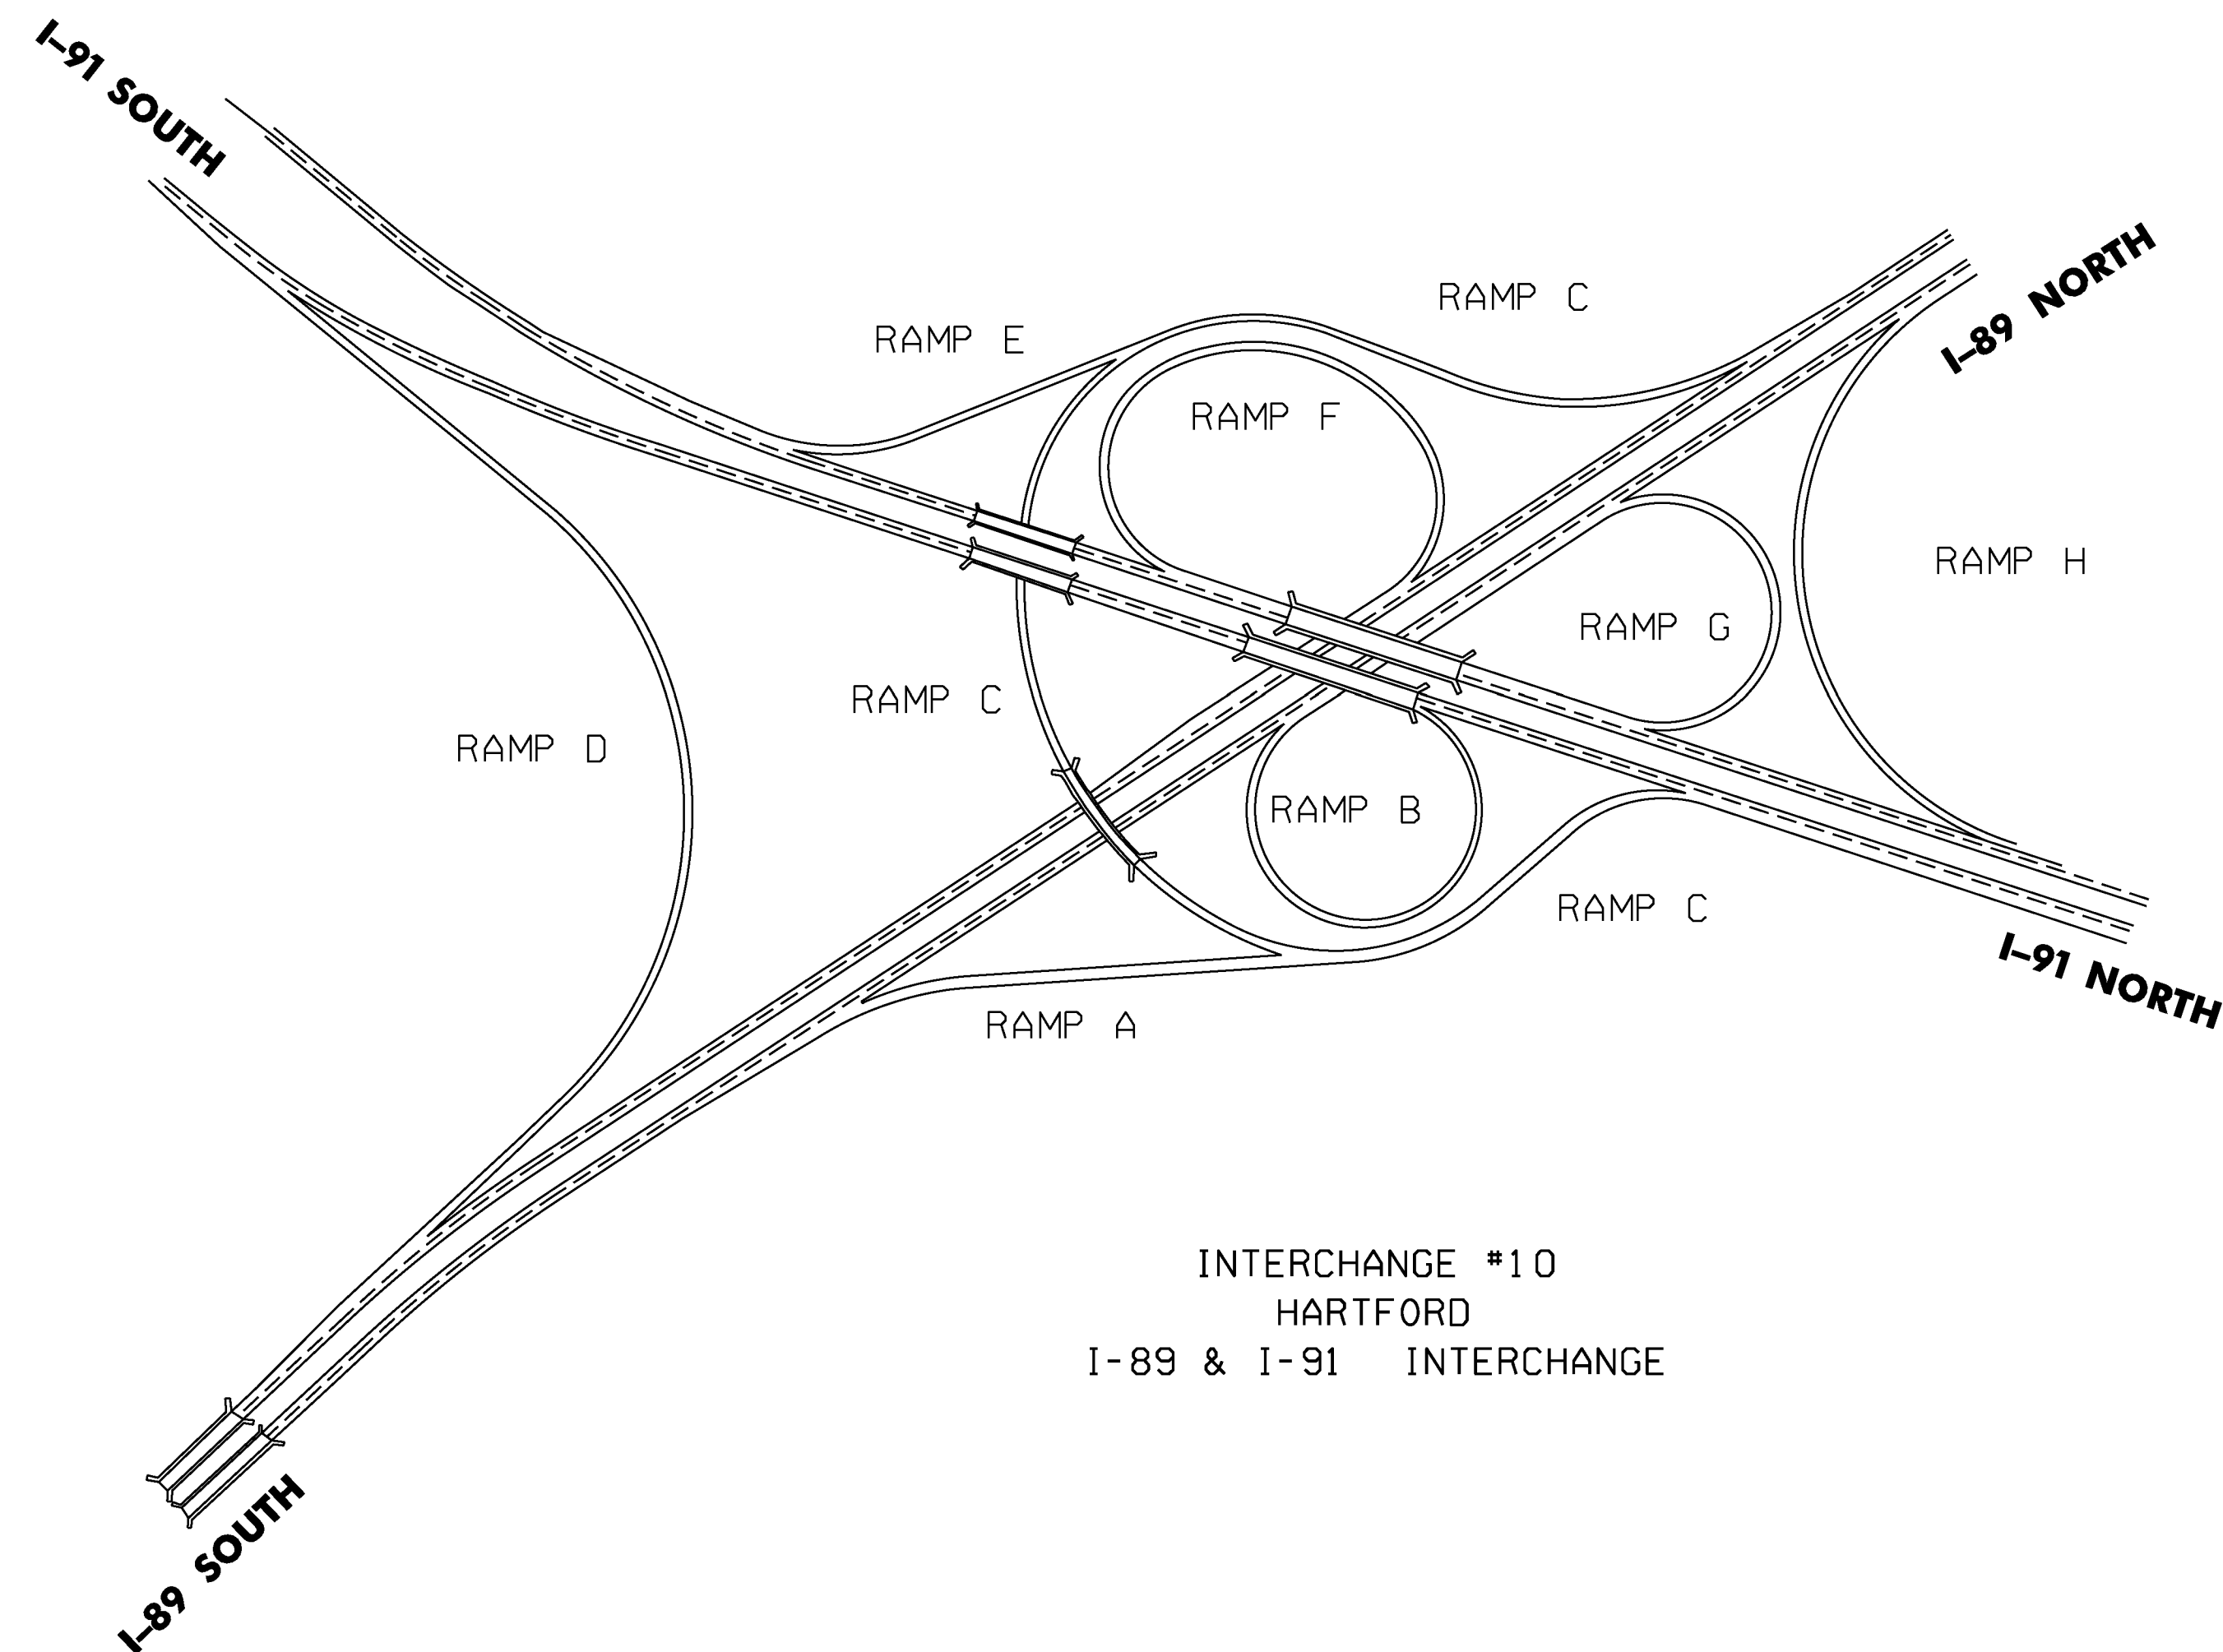 I-91 SOUTH
I-89 NORTH
RAMP C
RAMP E
RAMP F
RAMP H
RAMP G
RAMP C
RAMP D
RAMP B
RAMP C
I-91 NORTH
RAMP A
INTERCHANGE #10
HARTFORD
I-89 & I-91 INTERCHANGE
I-89 SOUTH